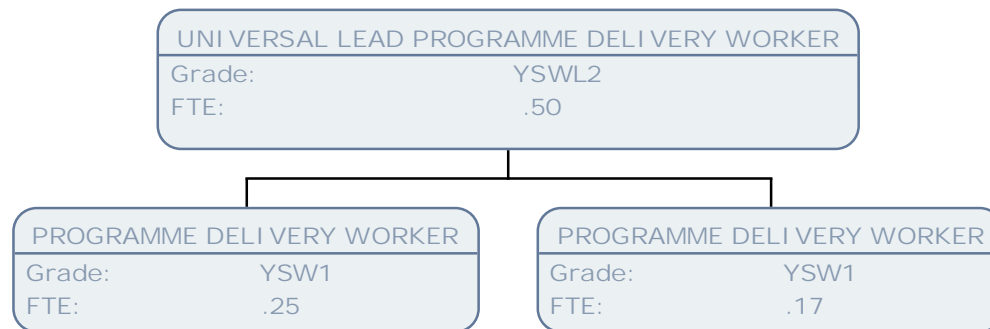 UNIVERSAL LEAD PROGRAMME DELIVERY WORKER
Grade: YSWL2
FTE: .50
PROGRAMME DELIVERY WORKER
Grade: YSW1
FTE: .25
PROGRAMME DELIVERY WORKER
Grade: YSW1
FTE: .17